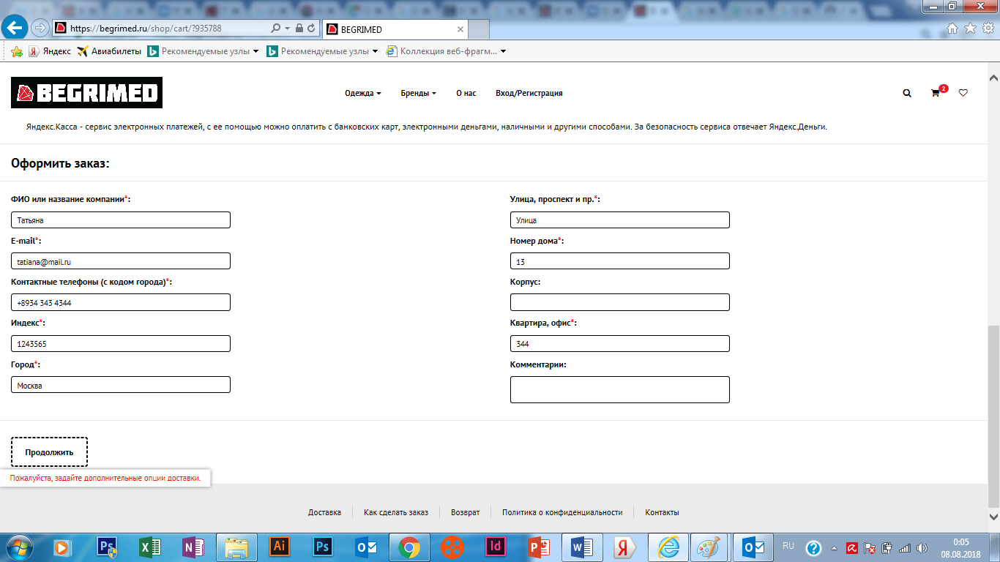 https://begrimed.ru/shop/cart/?935788
BEGRIMED
Яндекс
Авиабилеты
Рекомендуемые узлы
Рекомендуемые узлы
Коллекция веб-фрагм...
BEGRIMED
Одежда
Бренды
О нас
Вход/Регистрация
2
Яндекс.Касса - сервис электронных платежей, с ее помощью можно оплатить с банковских карт, электронными деньгами, наличными и другими способами. За безопасность сервиса отвечает Яндекс.Деньги.
Оформить заказ:
ФИО или название компании*:
Татьяна
E-mail*:
tatiana@mail.ru
Контактные телефоны (с кодом города)*:
+8934 343 4344
Индекс*:
1243565
Город*:
Москва
Улица, проспект и пр.*:
Улица
Номер дома*:
13
Корпус:
Квартира, офис*:
344
Комментарии:
Продолжить
Пожалуйста, задайте дополнительные опции доставки.
Доставка
Как сделать заказ
Возврат
Политика о конфиденциальности
Контакты
RU
0:05
08.08.2018